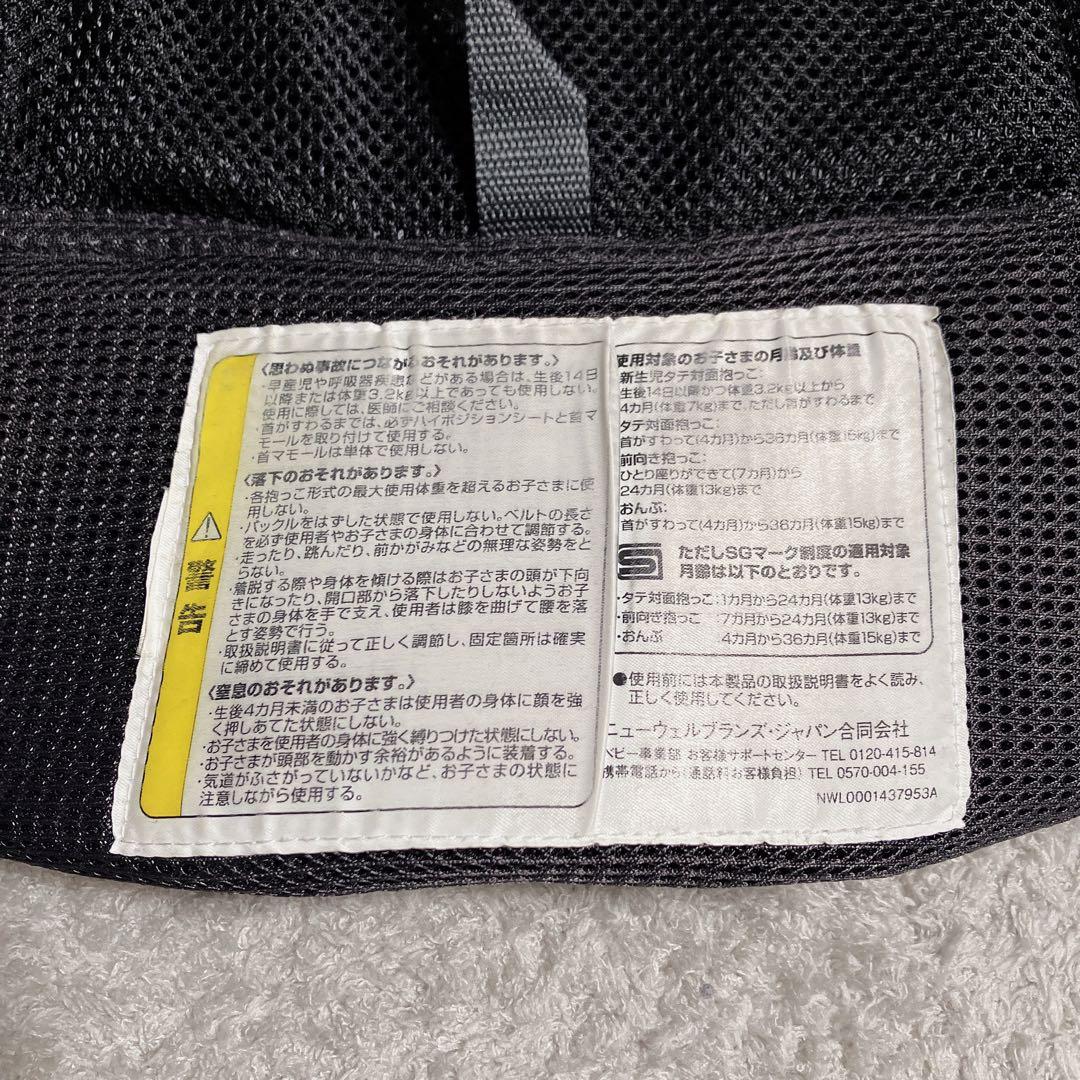 警告
〈思わぬ事故につながるおそれがあります。〉
・早産児や呼吸器疾患などがある場合は、生後14日
以降または体重3.2kg以上であっても使用しない。
使用に際しては、医師にご相談ください。
・首がすわるまでは、必ずハイポジションシートと首マ
モールを取り付けて使用する。
・首マモールは単体で使用しない。
〈落下のおそれがあります。〉
・各抱っこ形式の最大使用体重を超えるお子さまに使
用しない。
・バックルをはずした状態で使用しない。ベルトの長さ
を必ず使用者やお子さまの身体に合わせて調節する。
・走ったり、跳んだり、前かがみなどの無理な姿勢をと
らない。
・着脱する際や身体を傾ける際はお子さまの頭が下向
きになったり、開口部から落下したりしないようお子
さまの身体を手で支え、使用者は膝を曲げて腰を落
とす姿勢で行う。
・取扱説明書に従って正しく調節し、固定箇所は確実
に締めて使用する。
〈窒息のおそれがあります。〉
・生後4カ月未満のお子さまは使用者の身体に顔を強
く押しあてた状態にしない。
・お子さまを使用者の身体に強く縛りつけた状態にしない。
・お子さまが頭部を動かす余裕があるように装着する。
・気道がふさがっていないかなど、お子さまの状態に
注意しながら使用する。
使用対象のお子さまの月齢及び体重
新生児タテ対面抱っこ:
生後14日以降かつ体重3.2kg以上から
4カ月(体重7kg)まで、ただし首がすわるまで
タテ対面抱っこ:
首がすわって(4カ月)から36カ月(体重15kg)まで
前向き抱っこ:
ひとり座りができて(7カ月)から
24カ月(体重13kg)まで
おんぶ:
首がすわって(4カ月)から36カ月(体重15kg)まで
ただしSGマーク制度の適用対象
月齢は以下のとおりです。
・タテ対面抱っこ:1カ月から24カ月(体重13kg)まで
・前向き抱っこ:7カ月から24カ月(体重13kg)まで
・おんぶ:4カ月から36カ月(体重15kg)まで
●使用前には本製品の取扱説明書をよく読み、
正しく使用してください。
ニューウェルブランズ・ジャパン合同会社
ベビー事業部 お客様サポートセンター TEL 0120-415-814
携帯電話から(通話料お客様負担) TEL 0570-004-155
NWL0001437953A